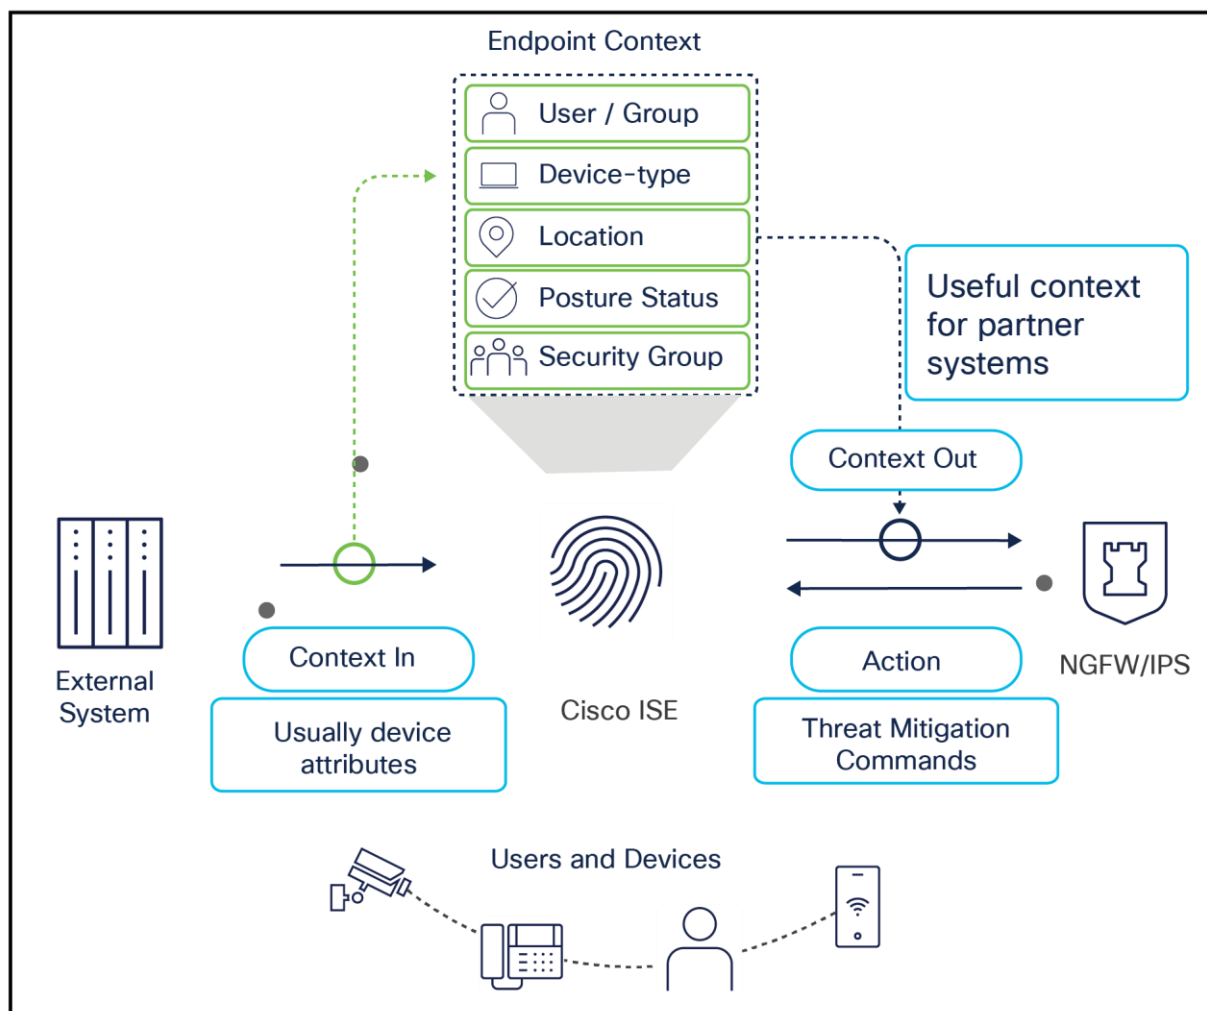 Endpoint Context
User / Group
Device-type
Location
Posture Status
Security Group
Useful context
for partner
systems
Context Out
External
System
Context In
Usually device
attributes
Cisco ISE
Action
Threat Mitigation
Commands
NGFW/IPS
Users and Devices